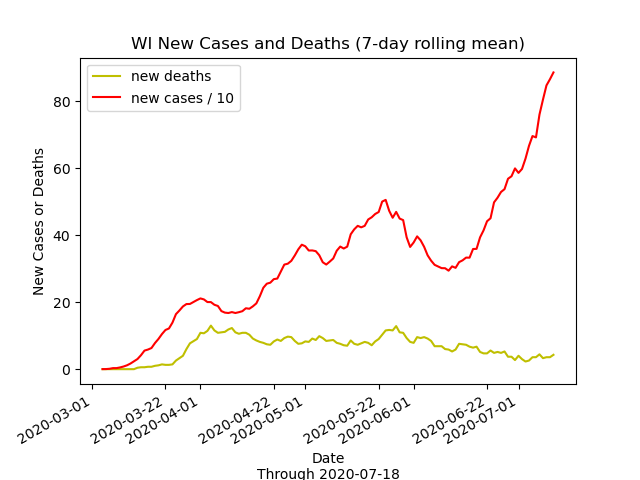 WI New Cases and Deaths (7-day rolling mean)
new deaths
new cases / 10
New Cases or Deaths
80
60
40
20
0
2020-03-01
2020-03-22
2020-04-01
2020-04-22
2020-05-01
2020-05-22
2020-06-01
2020-06-22
2020-07-01
Date
Through 2020-07-18